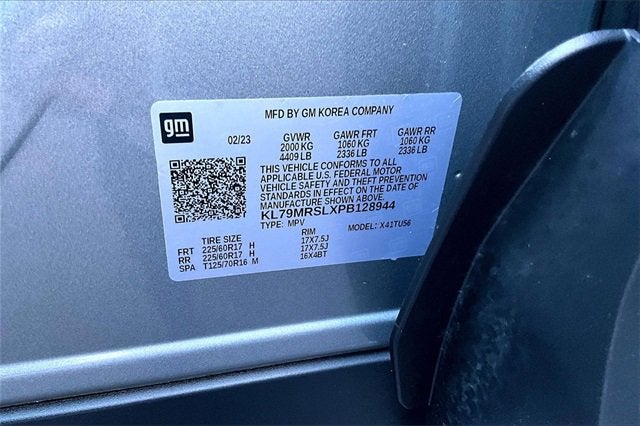 gm
MFD BY GM KOREA COMPANY
02/23 GVWR GAWR FRT GAWR RR
2000 KG 1060 KG 1060 KG
4409 LB 2336 LB 2336 LB
THIS VEHICLE CONFORMS TO ALL
APPLICABLE U.S. FEDERAL MOTOR
VEHICLE SAFETY AND THEFT PREVENTION
STANDARDS IN EFFECT ON THE DATE OF
MANUFACTURE SHOWN ABOVE.
KL79MRSLXPB128944
TYPE: MPV MODEL: X41TU56
TIRE SIZE RIM
FRT 225/60R17 H 17X7.5J
RR 225/60R17 H 17X7.5J
SPA T125/70R16 M 16X4BT